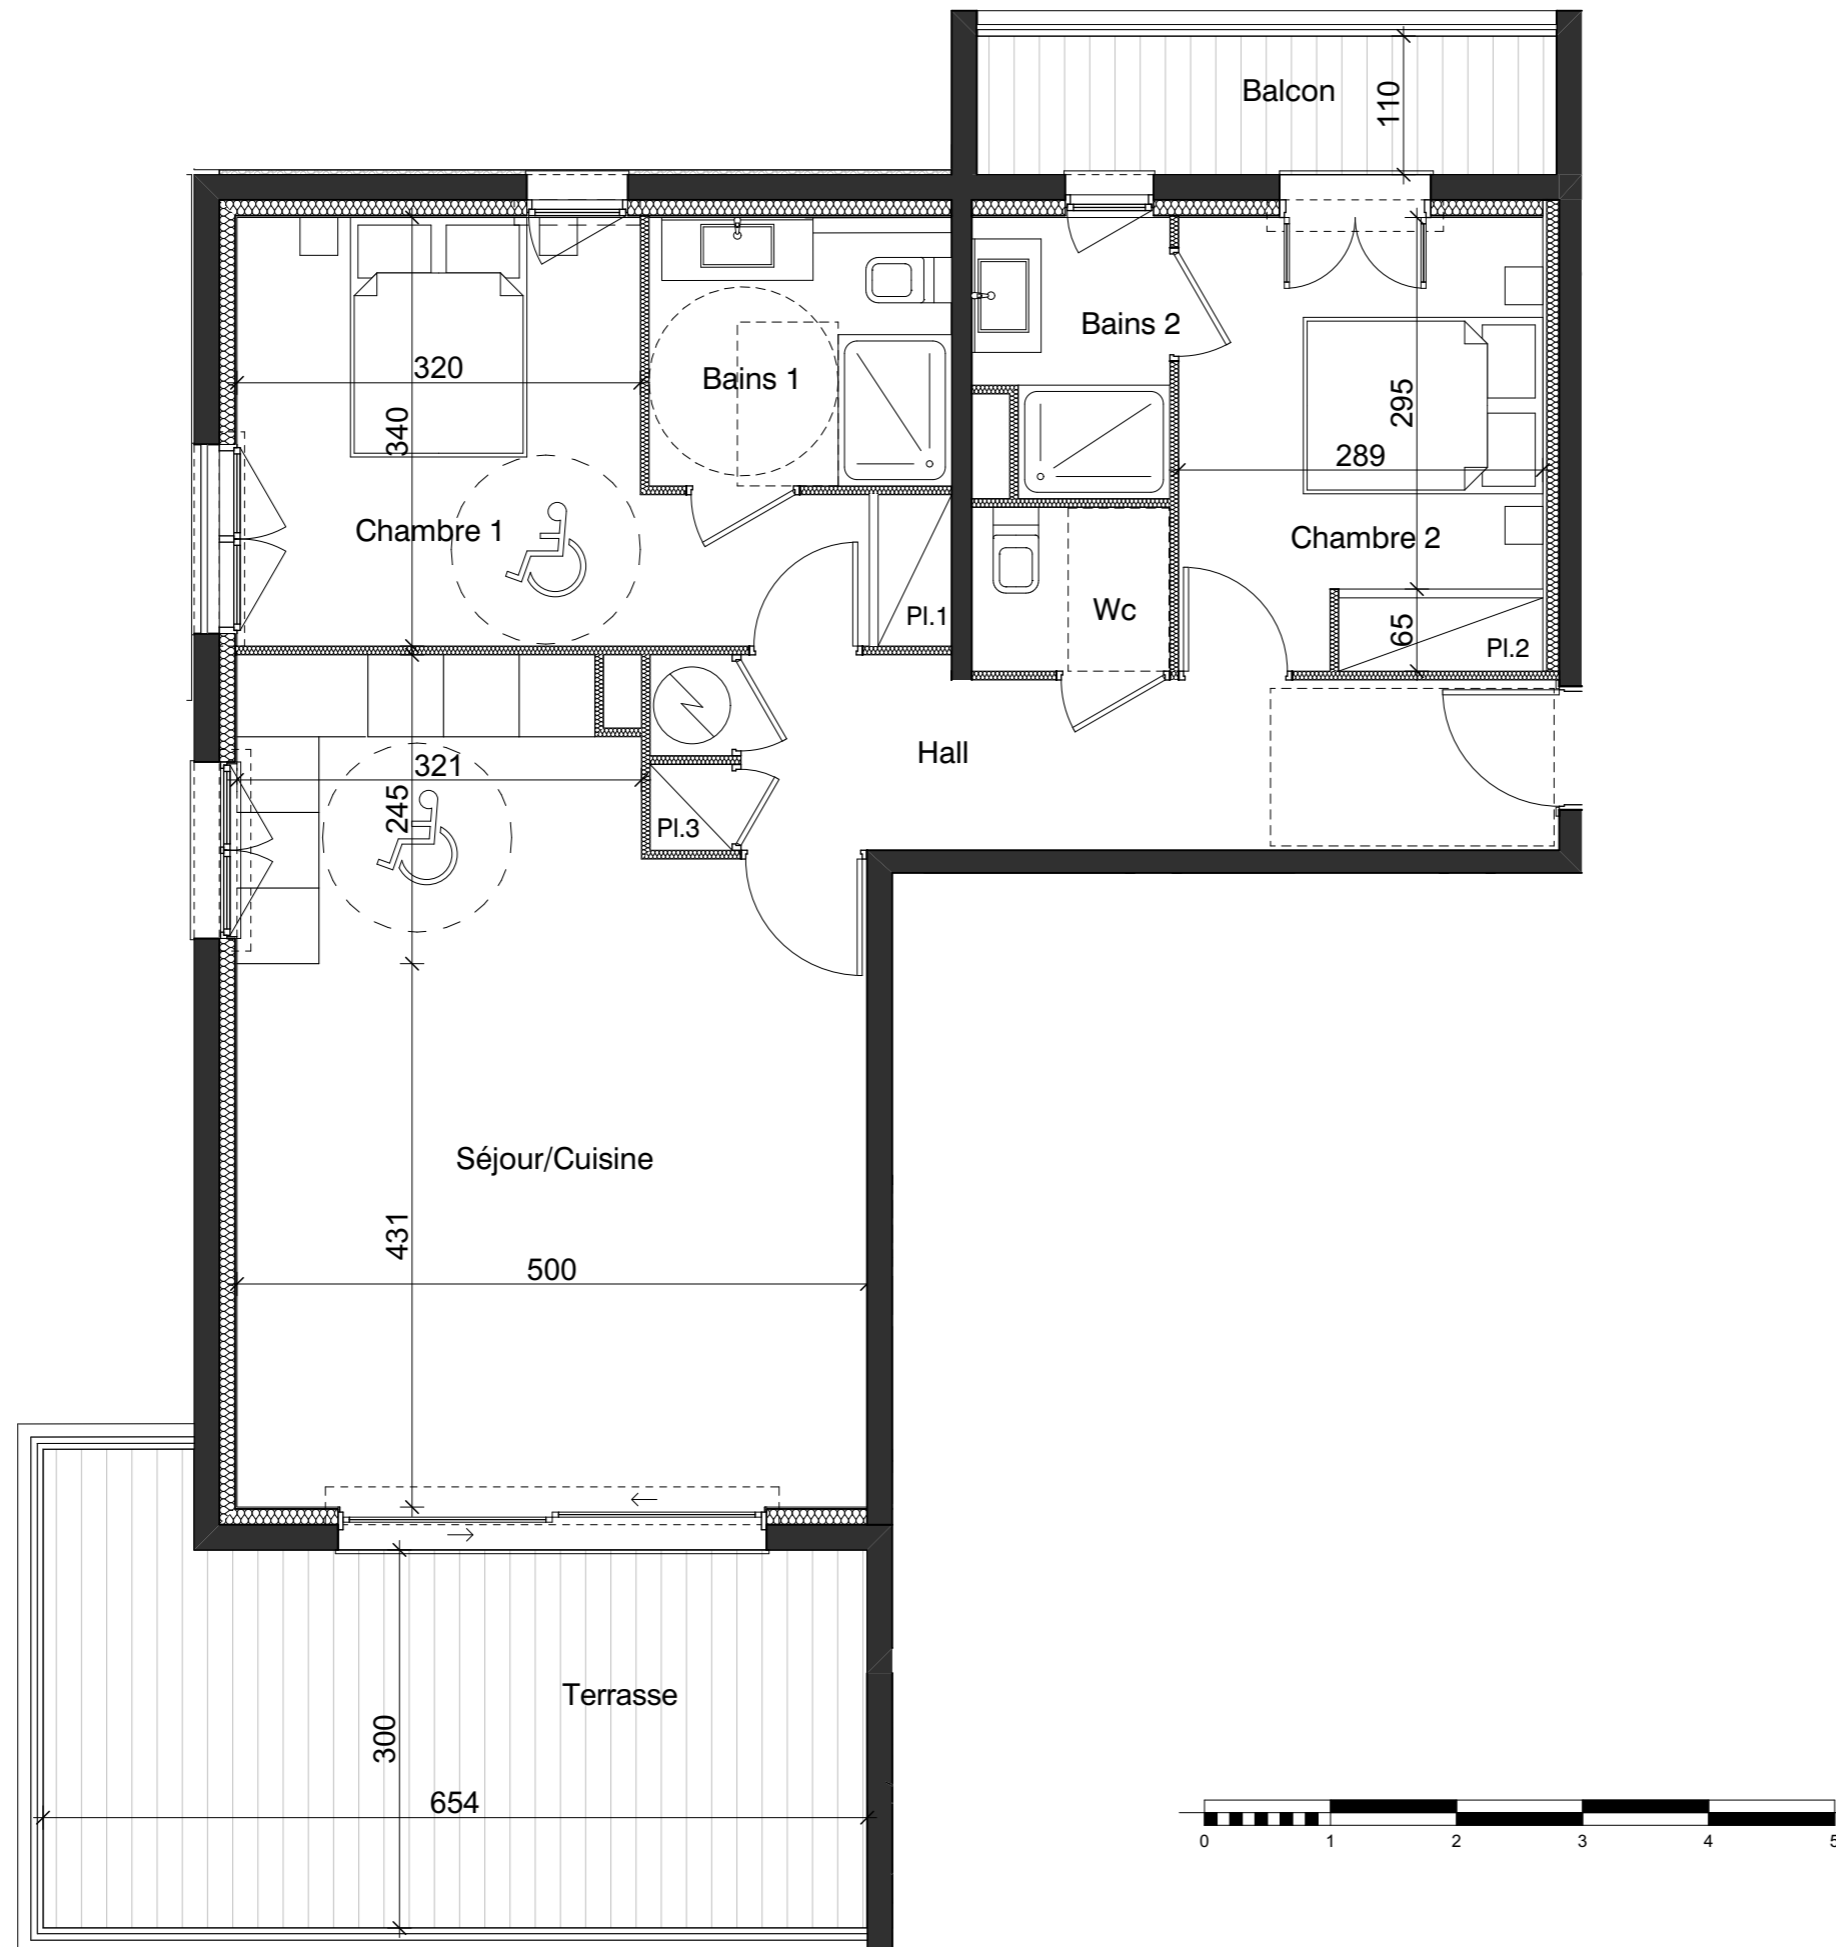 Balcon
110
320
340
Bains 1
Bains 2
295
289
Chambre 1
Chambre 2
Pl.1
Wc
65
Pl.2
321
245
Hall
Pl.3
Séjour/Cuisine
431
500
Terrasse
300
654
0 1 2 3 4 5